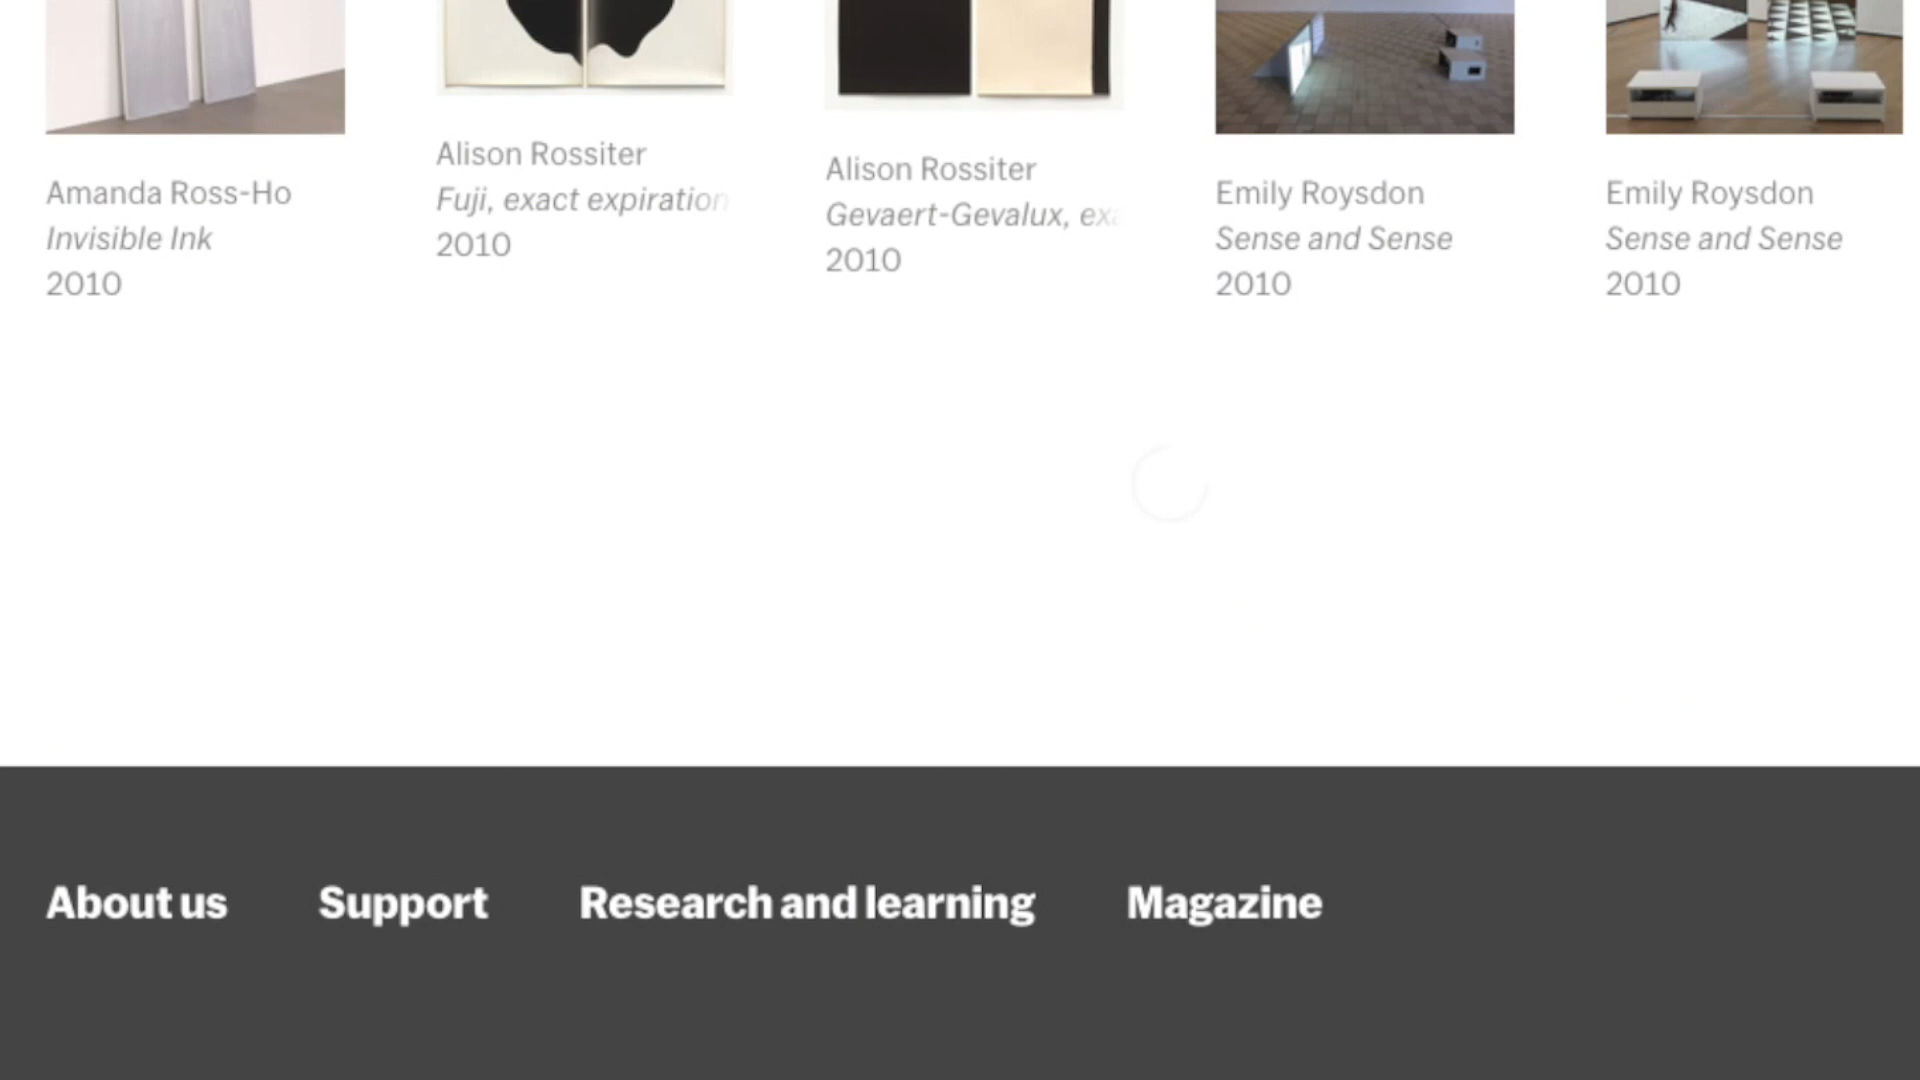 Amanda Ross-Ho
Invisible Ink
2010
Alison Rossiter
Fuji, exact expiration
2010
Alison Rossiter
Gevaert-Gevalux, exa
2010
Emily Roysdon
Sense and Sense
2010
Emily Roysdon
Sense and Sense
2010
About us
Support
Research and learning
Magazine